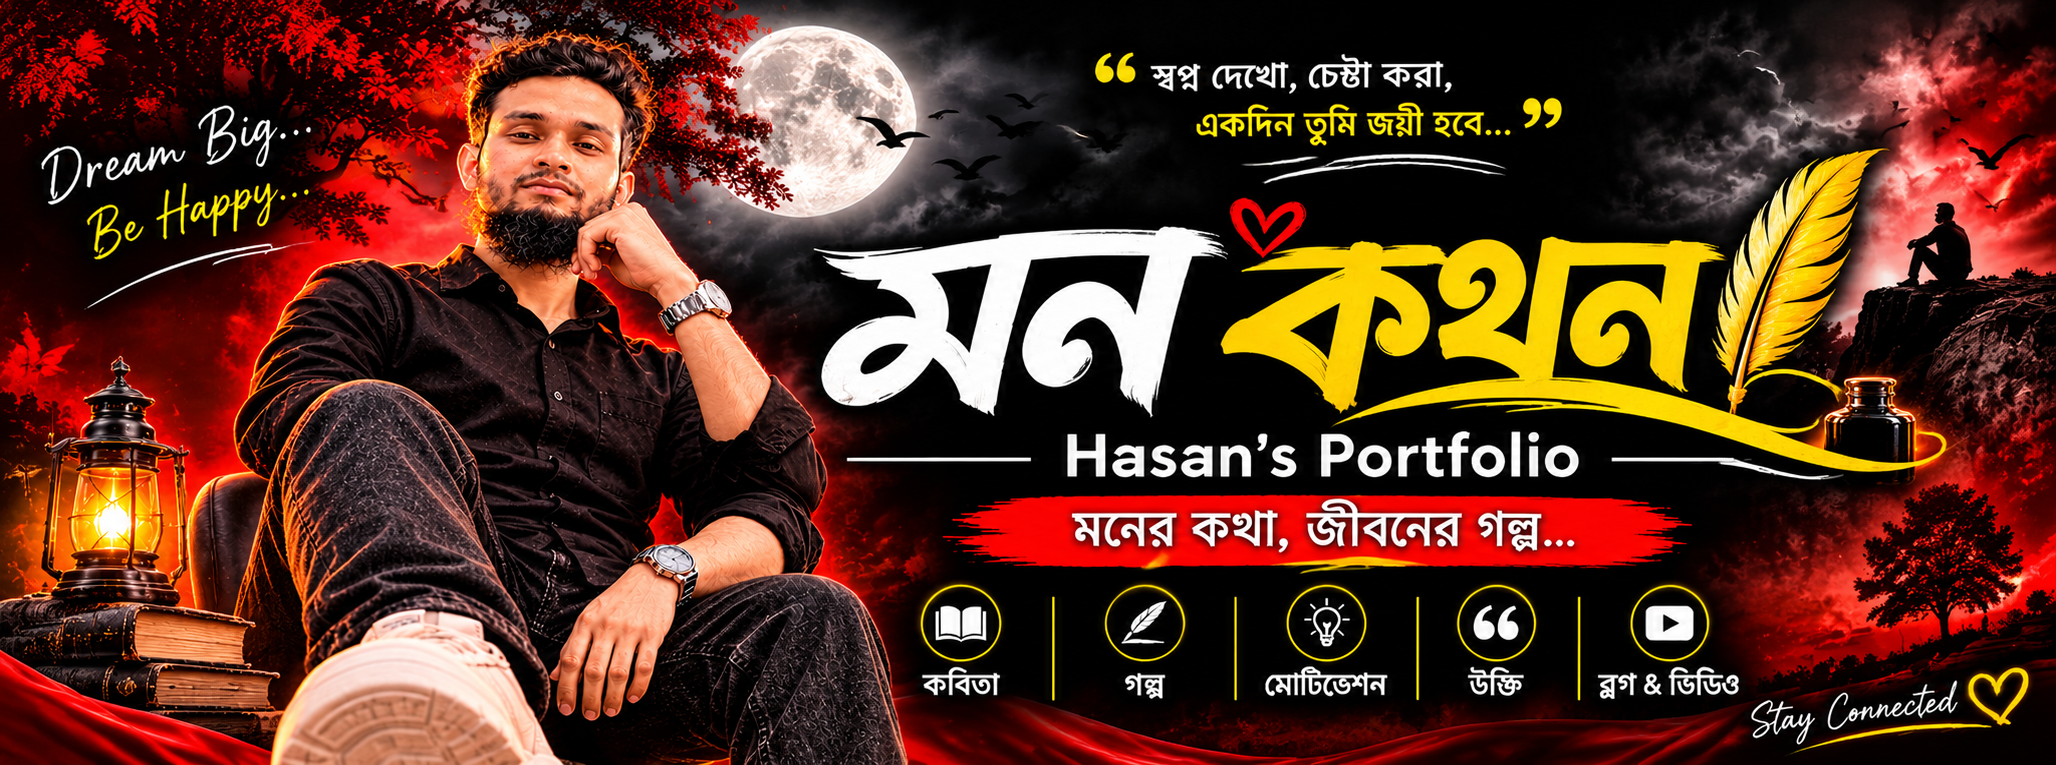 Dream Big...
Be Happy...
“ স্বপ্ন দেখো, চেষ্টা করা,
একদিন তুমি জয়ী হবে... ”
মন কথন
Hasan’s Portfolio
মনের কথা, জীবনের গল্প...
কবিতা
গল্প
মোটিভেশন
উক্তি
ব্লগ & ভিডিও
Stay Connected